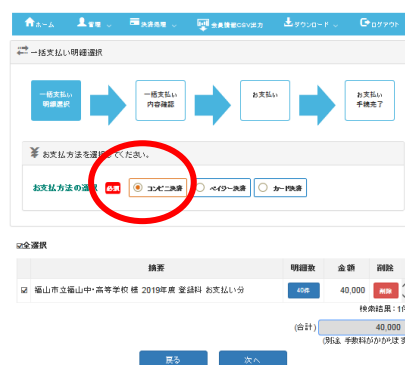 ホーム 管理 決済処理 全員情報CSV出力 ダウンロード ログアウト
一括支払い明細選択
一括支払い
明細選択
一括支払い
内容確認
お支払い
お支払い
手続完了
¥ お支払方法を選択してください。
お支払方法の選択 必須 コンビニ決済 ペイジー決済 カード決済
全選択
摘要 明細数 金額 削除
福山市立福山中・高等学校 様 2019年度 登録料 お支払い分 40件 40,000 削除
検索結果：1件
(合計) 40,000
(別途 手数料がかかります
戻る 次へ